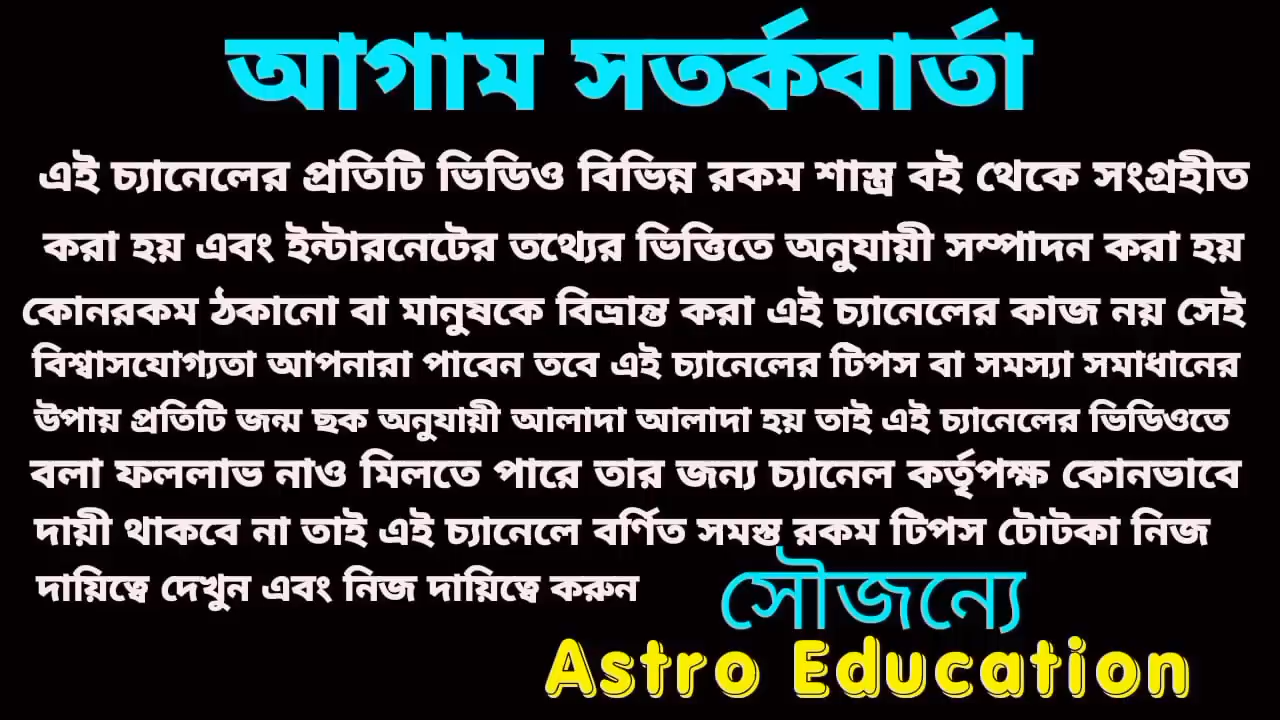 আগাম সতর্কবার্তা
এই চ্যানেলের প্রতিটি ভিডিও বিভিন্ন রকম শাস্ত্র বই থেকে সংগ্রহীত
করা হয় এবং ইন্টারনেটের তথ্যের ভিত্তিতে অনুযায়ী সম্পাদন করা হয়
কোনরকম ঠকানো বা মানুষকে বিভ্রান্ত করা এই চ্যানেলের কাজ নয় সেই
বিশ্বাসযোগ্যতা আপনারা পাবেন তবে এই চ্যানেলের টিপস বা সমস্যা সমাধানের
উপায় প্রতিটি জন্ম ছক অনুযায়ী আলাদা আলাদা হয় তাই এই চ্যানেলের ভিডিওতে
বলা ফললাভ নাও মিলতে পারে তার জন্য চ্যানেল কর্তৃপক্ষ কোনভাবে
দায়ী থাকবে না তাই এই চ্যানেলে বর্ণিত সমস্ত রকম টিপস টোটকা নিজ
দায়িত্বে দেখুন এবং নিজ দায়িত্বে করুন
সৌজন্যে
Astro Education